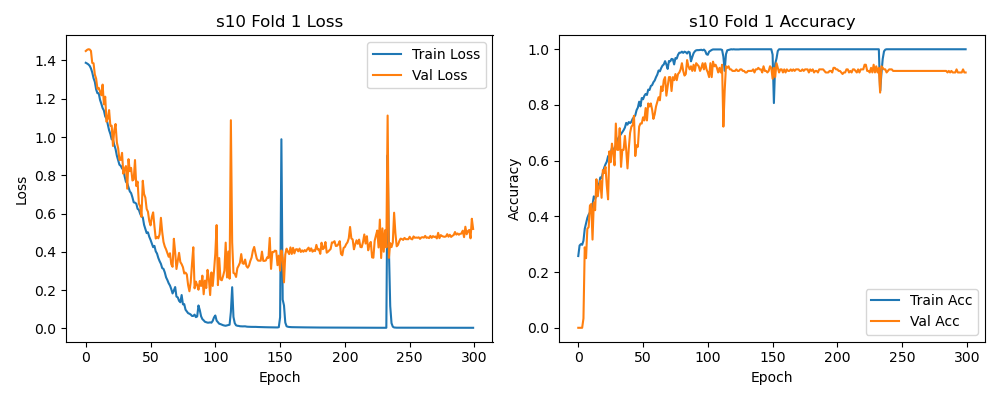 s10 Fold 1 Loss
Train Loss
Val Loss
1.4
1.2
1.0
0.8
0.6
0.4
0.2
0.0
Loss
0 50 100 150 200 250 300
Epoch
s10 Fold 1 Accuracy
1.0
0.8
0.6
0.4
0.2
0.0
Accuracy
Train Acc
Val Acc
0 50 100 150 200 250 300
Epoch